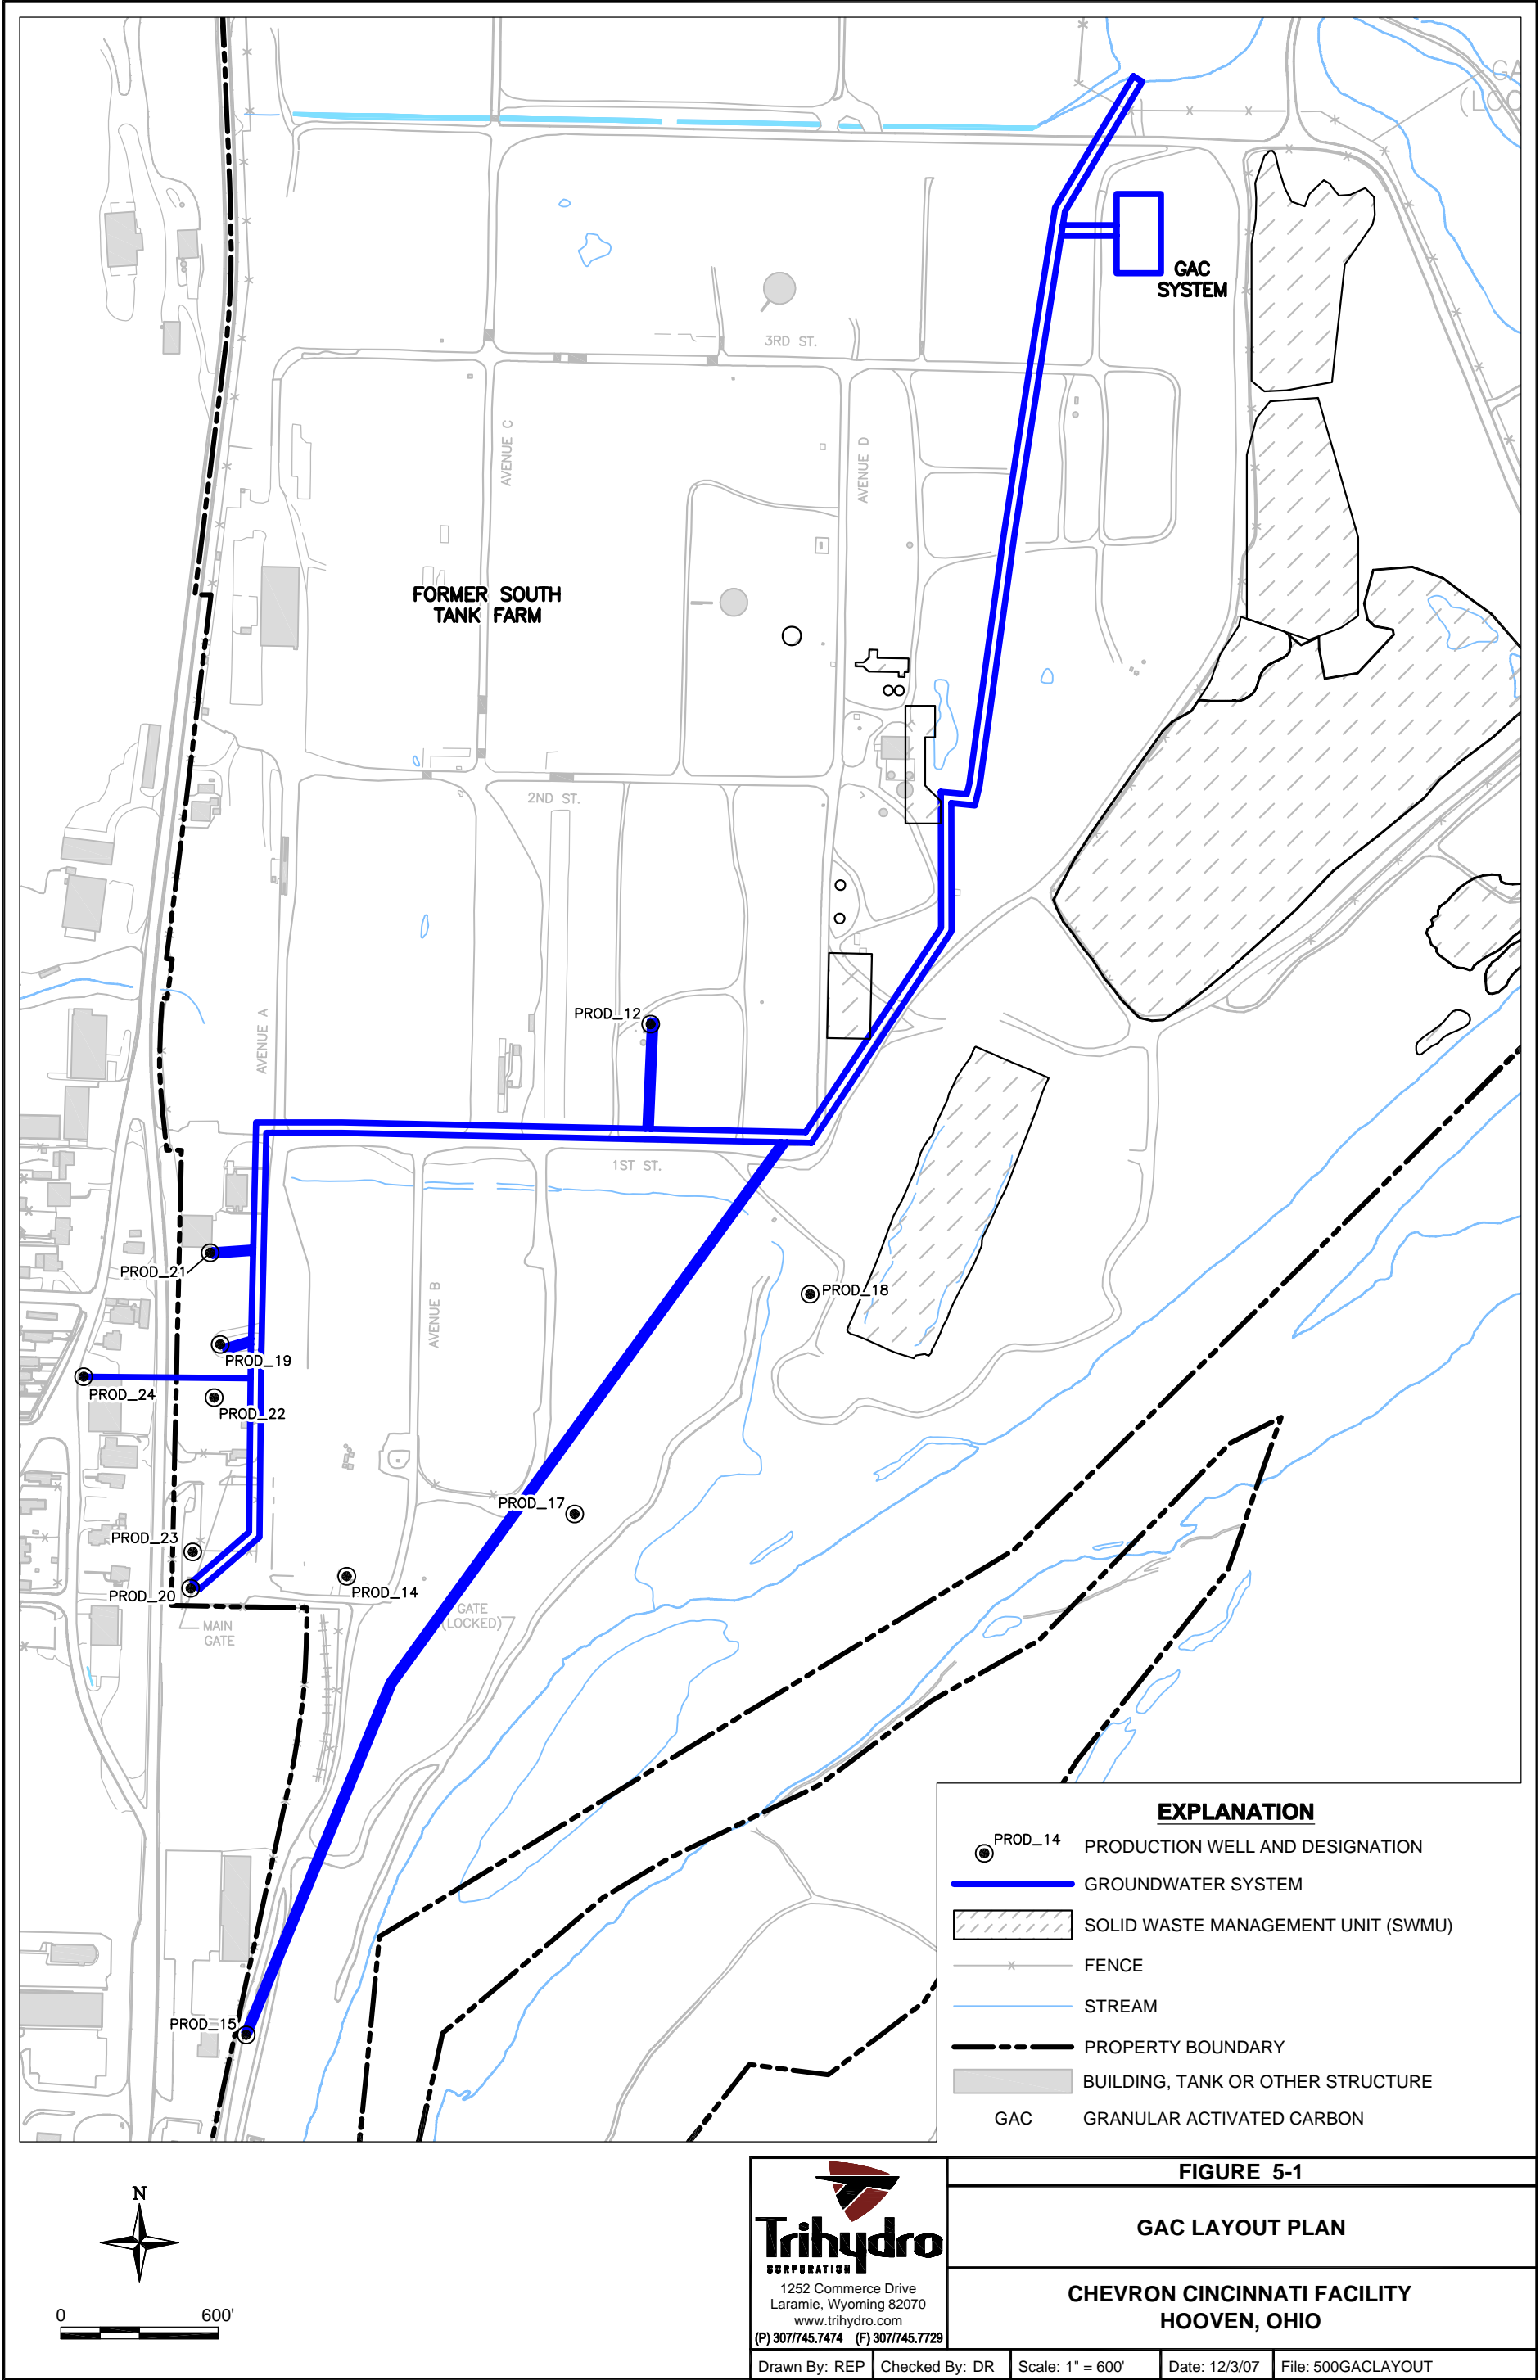 GAC
SYSTEM
3RD ST.
AVENUE C
AVENUE D
FORMER SOUTH
TANK FARM
2ND ST.
PROD_12
AVENUE A
1ST ST.
PROD_21
PROD_18
AVENUE B
PROD_19
PROD_24
PROD_22
PROD_17
PROD_23
PROD_20
PROD_14
MAIN
GATE
GATE
(LOCKED)
PROD_15
EXPLANATION
PROD_14
PRODUCTION WELL AND DESIGNATION
GROUNDWATER SYSTEM
SOLID WASTE MANAGEMENT UNIT (SWMU)
FENCE
STREAM
PROPERTY BOUNDARY
BUILDING, TANK OR OTHER STRUCTURE
GAC GRANULAR ACTIVATED CARBON
N
0 600'
Trihydro
CORPORATION
1252 Commerce Drive
Laramie, Wyoming 82070
www.trihydro.com
(P) 307/745.7474 (F) 307/745.7729
FIGURE 5-1
GAC LAYOUT PLAN
CHEVRON CINCINNATI FACILITY
HOOVEN, OHIO
Drawn By: REP
Checked By: DR
Scale: 1" = 600'
Date: 12/3/07
File: 500GACLAYOUT